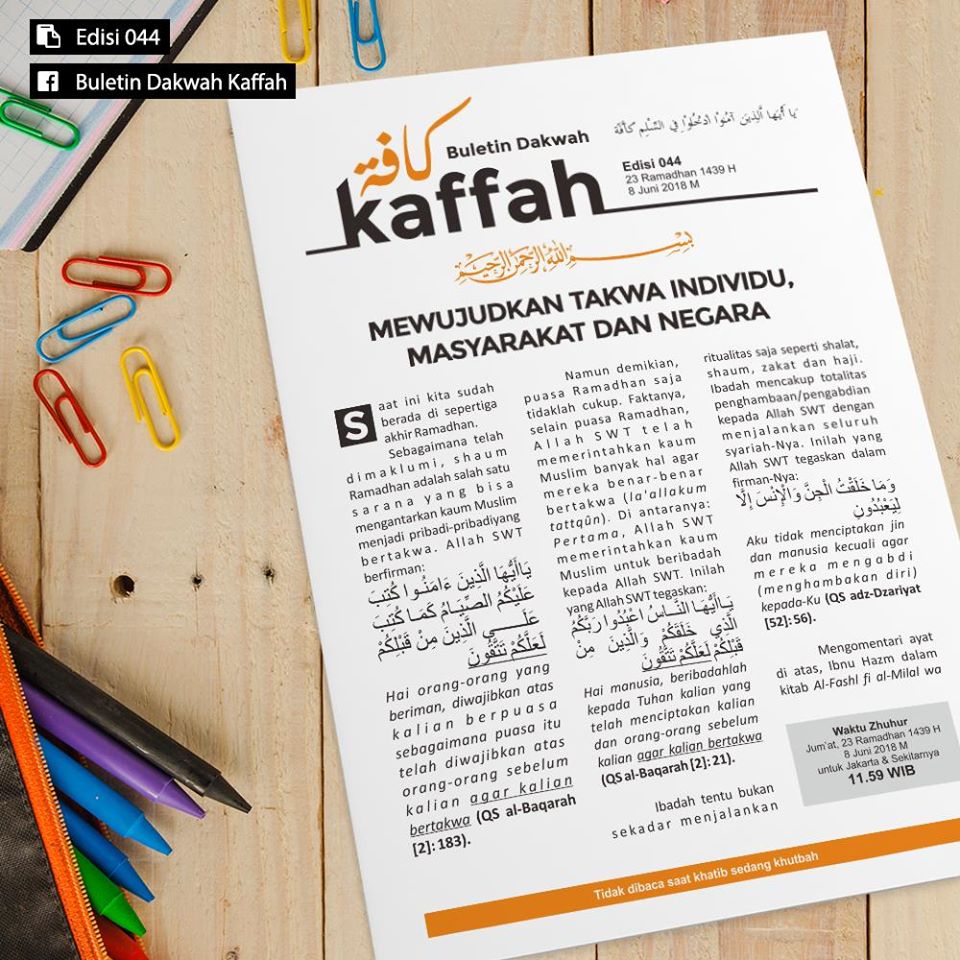 Edisi 044
Buletin Dakwah Kaffah
كافة
Buletin Dakwah
kaffah
يَا أَيُّهَا الَّذِينَ آمَنُوا ادْخُلُوا فِي السِّلْمِ كَافَّةً
Edisi 044
23 Ramadhan 1439 H
8 Juni 2018 M
بِسْمِ اللهِ الرَّحْمٰنِ الرَّحِيْمِ
MEWUJUDKAN TAKWA INDIVIDU,
MASYARAKAT DAN NEGARA
Saat ini kita sudah
berada di sepertiga
akhir Ramadhan.
Sebagaimana telah
dimaklumi, shaum
Ramadhan adalah salah satu
sarana yang bisa
mengantarkan kaum Muslim
menjadi pribadi-pribadiyang
bertakwa. Allah SWT
berfirman:
يَاأَيُّهَا الَّذِينَ ءَامَنُوا كُتِبَ
عَلَيْكُمُ الصِّيَامُ كَمَا كُتِبَ
عَلَى الَّذِينَ مِنْ قَبْلِكُمْ
لَعَلَّكُمْ تَتَّقُونَ
Hai orang-orang yang
beriman, diwajibkan atas
kalian berpuasa
sebagaimana puasa itu
telah diwajibkan atas
orang-orang sebelum
kalian agar kalian
bertakwa (QS al-Baqarah
[2]: 183).
Namun demikian,
puasa Ramadhan saja
tidaklah cukup. Faktanya,
selain puasa Ramadhan,
Allah SWT telah
memerintahkan kaum
Muslim banyak hal agar
mereka benar-benar
bertakwa (la'allakum
tattqûn). Di antaranya:
Pertama, Allah SWT
memerintahkan kaum
Muslim untuk beribadah
kepada Allah SWT. Inilah
yang Allah SWT tegaskan:
يَاأَيُّهَا النَّاسُ اعْبُدُوا رَبَّكُمُ
الَّذِي خَلَقَكُمْ وَالَّذِينَ مِنْ
قَبْلِكُمْ لَعَلَّكُمْ تَتَّقُونَ
Hai manusia, beribadahlah
kepada Tuhan kalian yang
telah menciptakan kalian
dan orang-orang sebelum
kalian agar kalian bertakwa
(QS al-Baqarah [2]: 21).
Ibadah tentu bukan
sekadar menjalankan
ritualitas saja seperti shalat,
shaum, zakat dan haji.
Ibadah mencakup totalitas
penghambaan/pengabdian
kepada Allah SWT dengan
menjalankan seluruh
syariah-Nya. Inilah yang
Allah SWT tegaskan dalam
firman-Nya:
وَمَا خَلَقْتُ الْجِنَّ وَالْإِنْسَ إِلَّا
لِيَعْبُدُونِ
Aku tidak menciptakan jin
dan manusia kecuali agar
mereka mengabdi
(menghambakan diri)
kepada-Ku (QS adz-Dzariyat
[52]: 56).
Mengomentari ayat
di atas, Ibnu Hazm dalam
kitab Al-Fashl fi al-Milal wa
Waktu Zhuhur
Jum'at, 23 Ramadhan 1439 H
8 Juni 2018 M
untuk Jakarta & Sekitarnya
11.59 WIB
Tidak dibaca saat khatib sedang khutbah